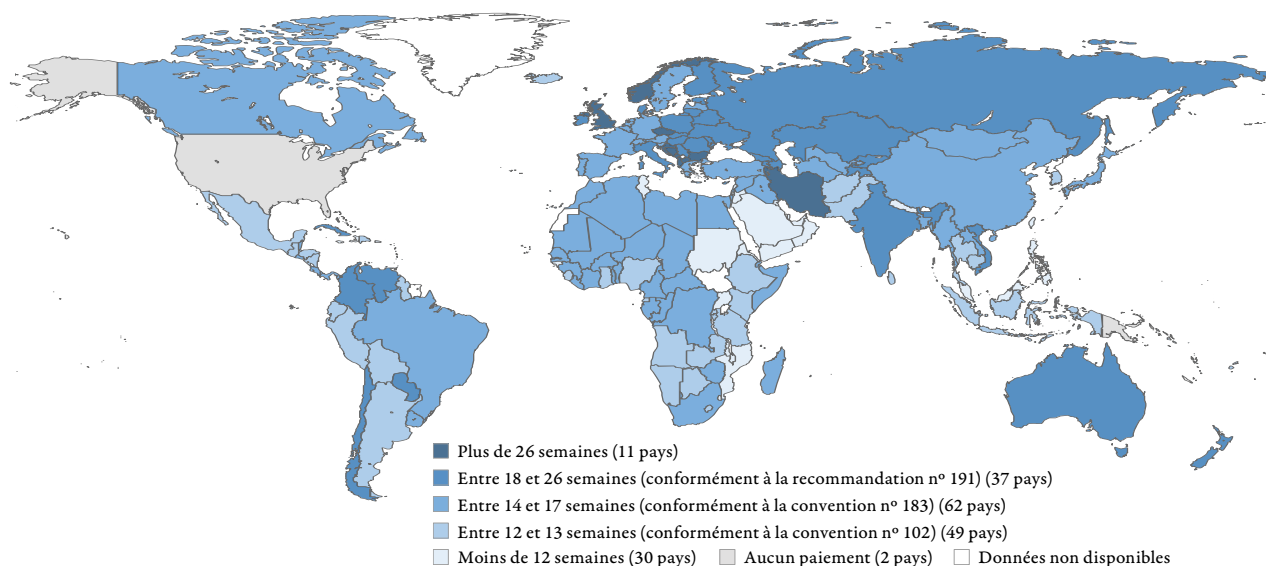 Plus de 26 semaines (11 pays)
Entre 18 et 26 semaines (conformément à la recommandation nº 191) (37 pays)
Entre 14 et 17 semaines (conformément à la convention nº 183) (62 pays)
Entre 12 et 13 semaines (conformément à la convention nº 102) (49 pays)
Moins de 12 semaines (30 pays) Aucun paiement (2 pays) Données non disponibles